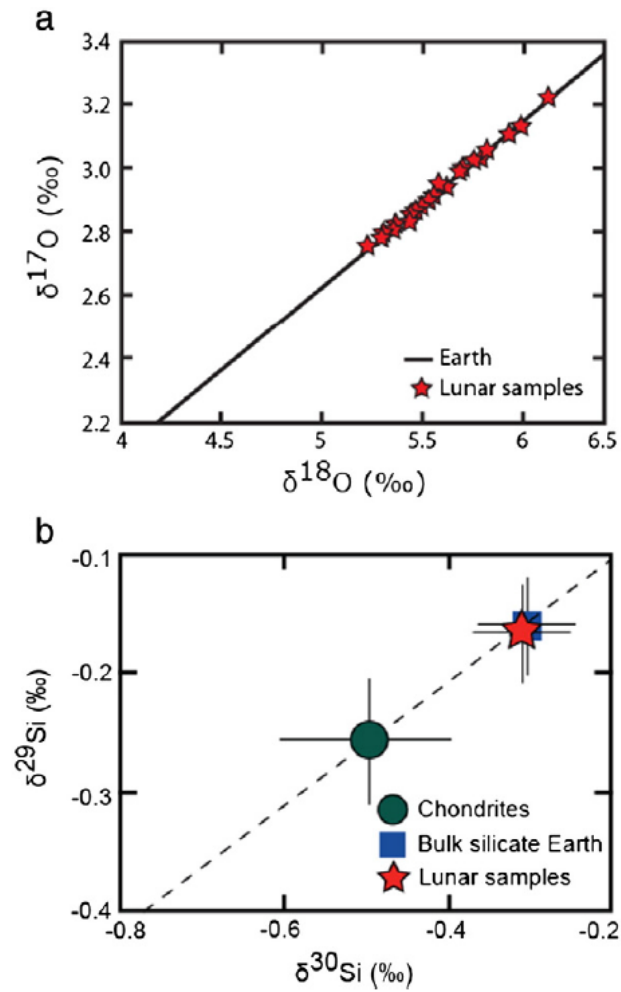 a
3.4
3.2
3.0
2.8
2.6
2.4
2.2
δ17O (‰)
Earth
Lunar samples
4 4.5 5 5.5 6 6.5
δ18O (‰)
b
-0.1
-0.2
-0.3
-0.4
δ29Si (‰)
Chondrites
Bulk silicate Earth
Lunar samples
-0.8 -0.6 -0.4 -0.2
δ30Si (‰)